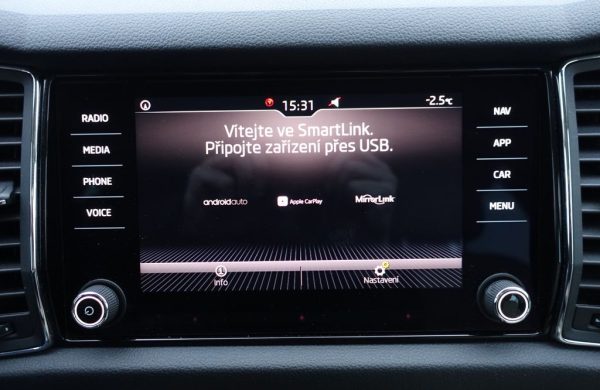 15:31
-2.5°C
RADIO
MEDIA
PHONE
VOICE
Vítejte ve SmartLink.
Připojte zařízení přes USB.
androidauto
Apple CarPlay
MirrorLink
Info
Nastavení
NAV
APP
CAR
MENU